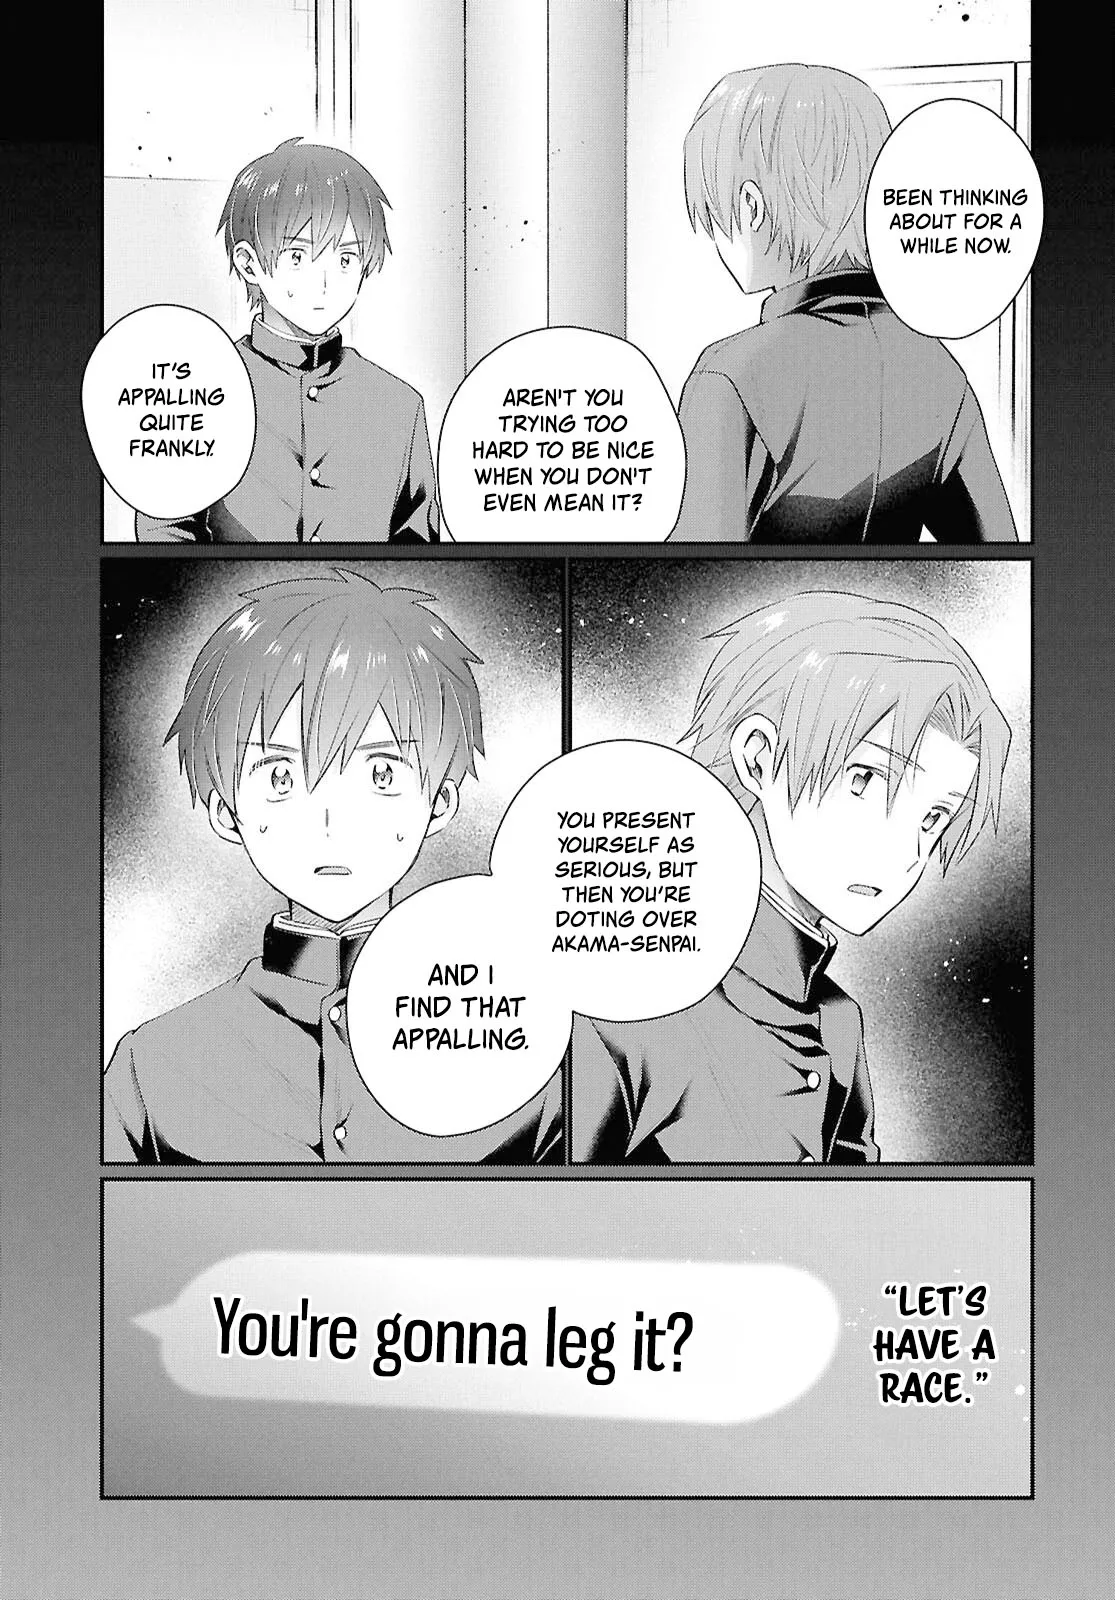 BEEN THINKING
ABOUT FOR A
WHILE NOW.
AREN'T YOU
TRYING TOO
HARD TO BE NICE
WHEN YOU DON'T
EVEN MEAN IT?
IT'S
APPALLING
QUITE
FRANKLY.
YOU PRESENT
YOURSELF AS
SERIOUS, BUT
THEN YOU'RE
DOTING OVER
AKAMA-SENPAI.
AND I
FIND THAT
APPALLING.
"LET'S
HAVE A
RACE."
You're gonna leg it?